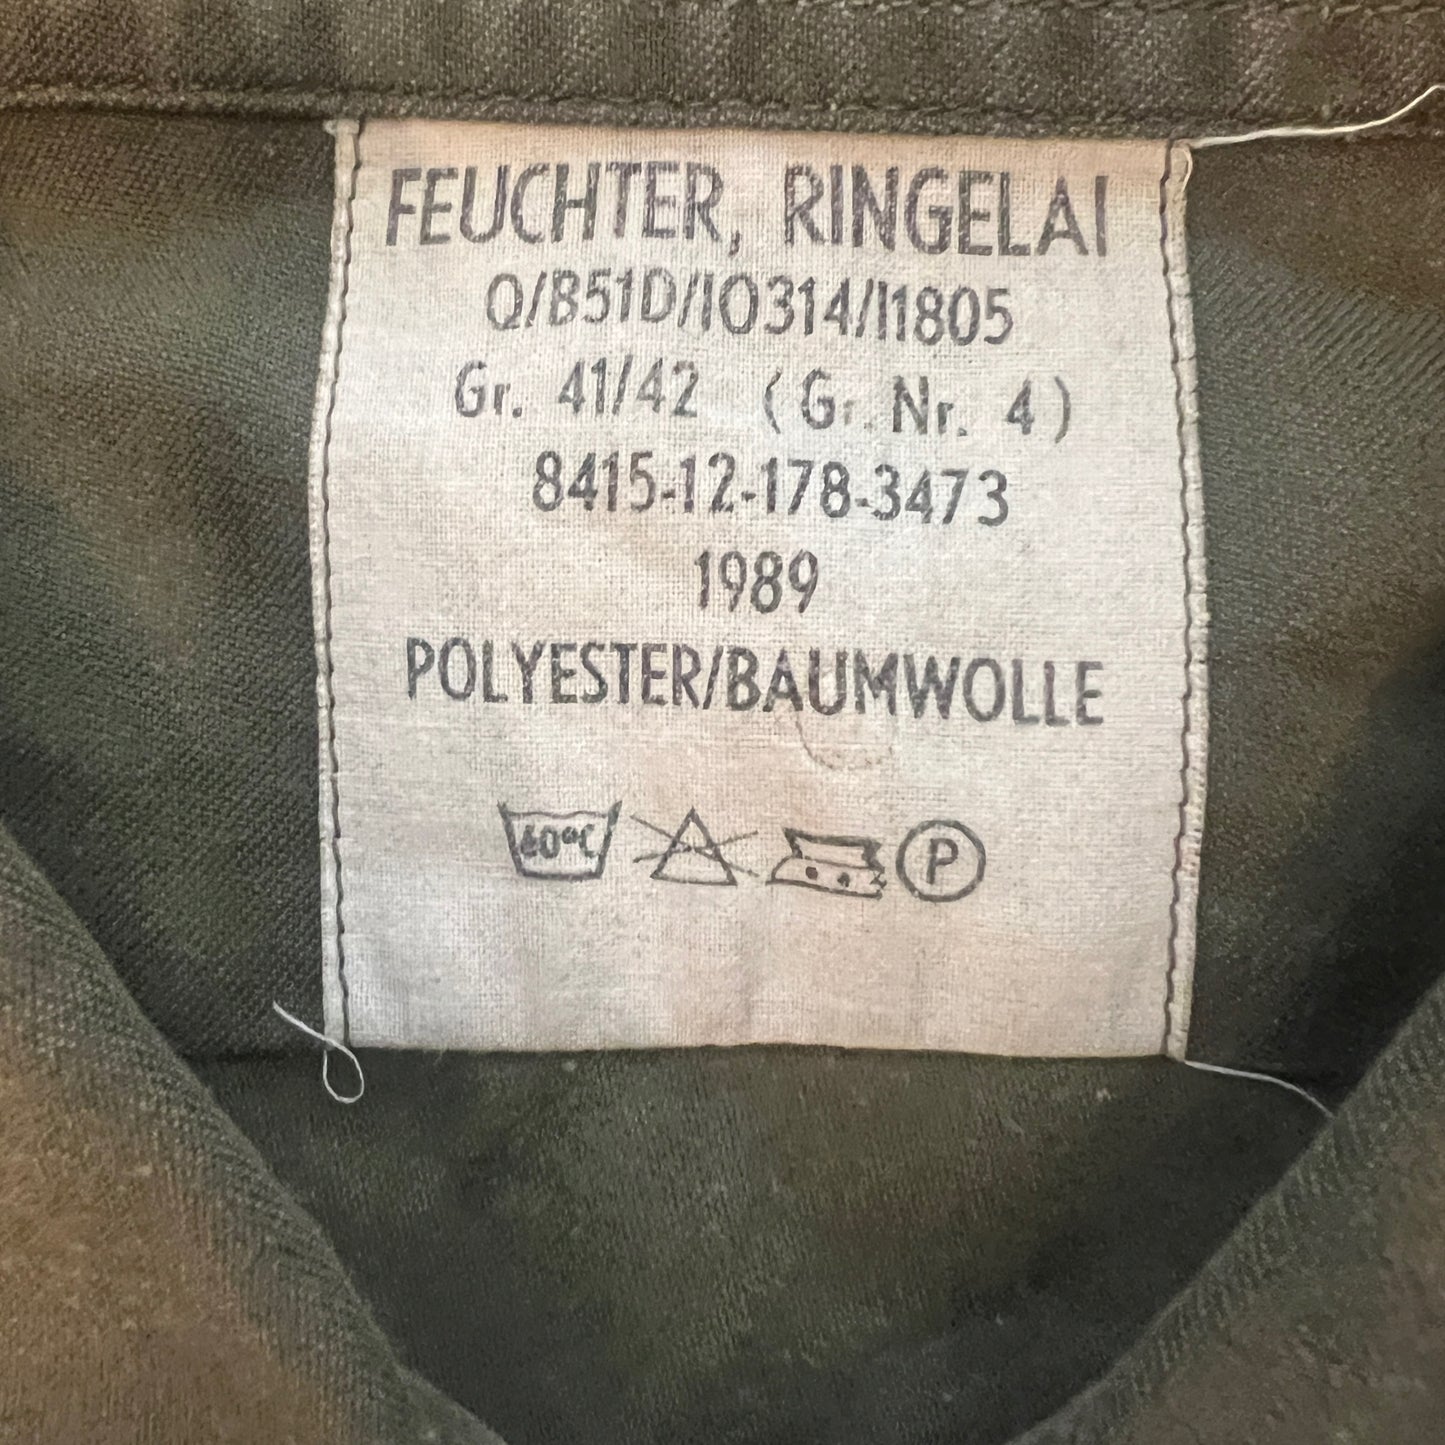 FEUCHTER, RINGELAI
Q/B51D/IO314/I1805
Gr. 41/42 (Gr. Nr. 4)
8415-12-178-3473
1989
POLYESTER/BAUMWOLLE
60°C P